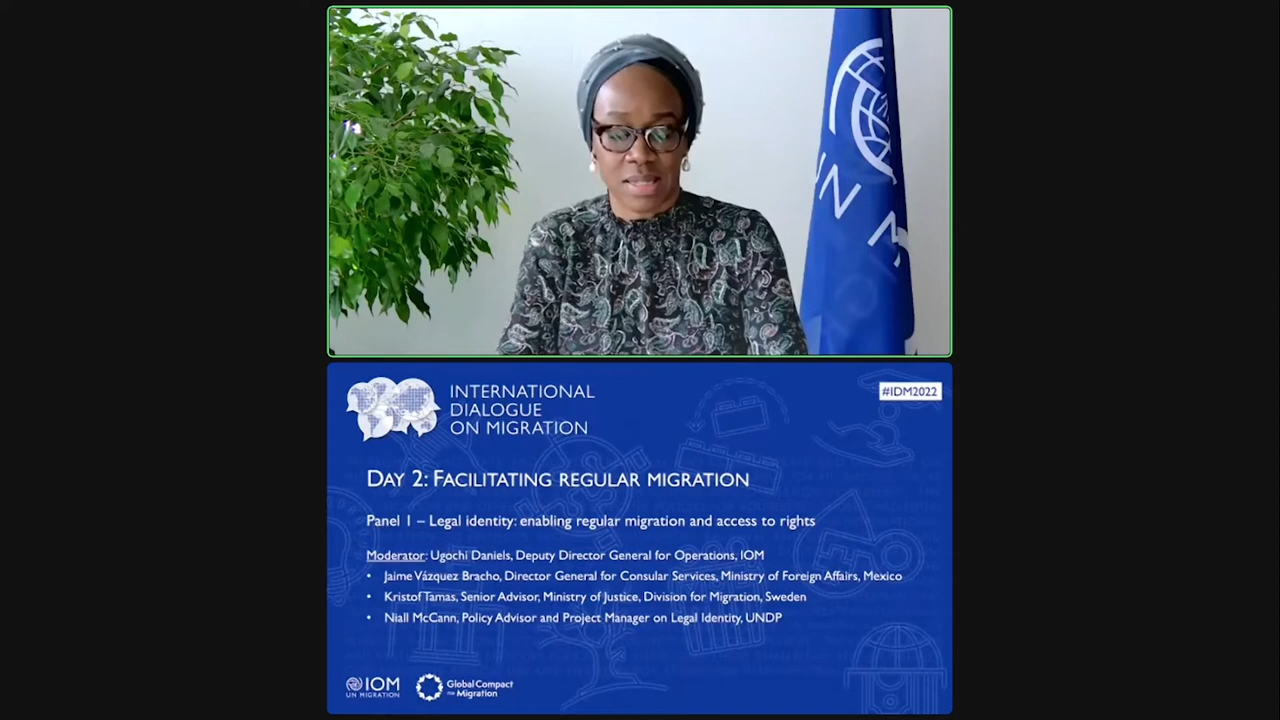 UN M
INTERNATIONAL
DIALOGUE
ON MIGRATION
#IDM2022
DAY 2: FACILITATING REGULAR MIGRATION
Panel 1 – Legal identity: enabling regular migration and access to rights
Moderator: Ugochi Daniels, Deputy Director General for Operations, IOM
• Jaime Vázquez Bracho, Director General for Consular Services, Ministry of Foreign Affairs, Mexico
• Kristof Tamas, Senior Advisor, Ministry of Justice, Division for Migration, Sweden
• Niall McCann, Policy Advisor and Project Manager on Legal Identity, UNDP
IOM
UN MIGRATION
Global Compact
FOR Migration